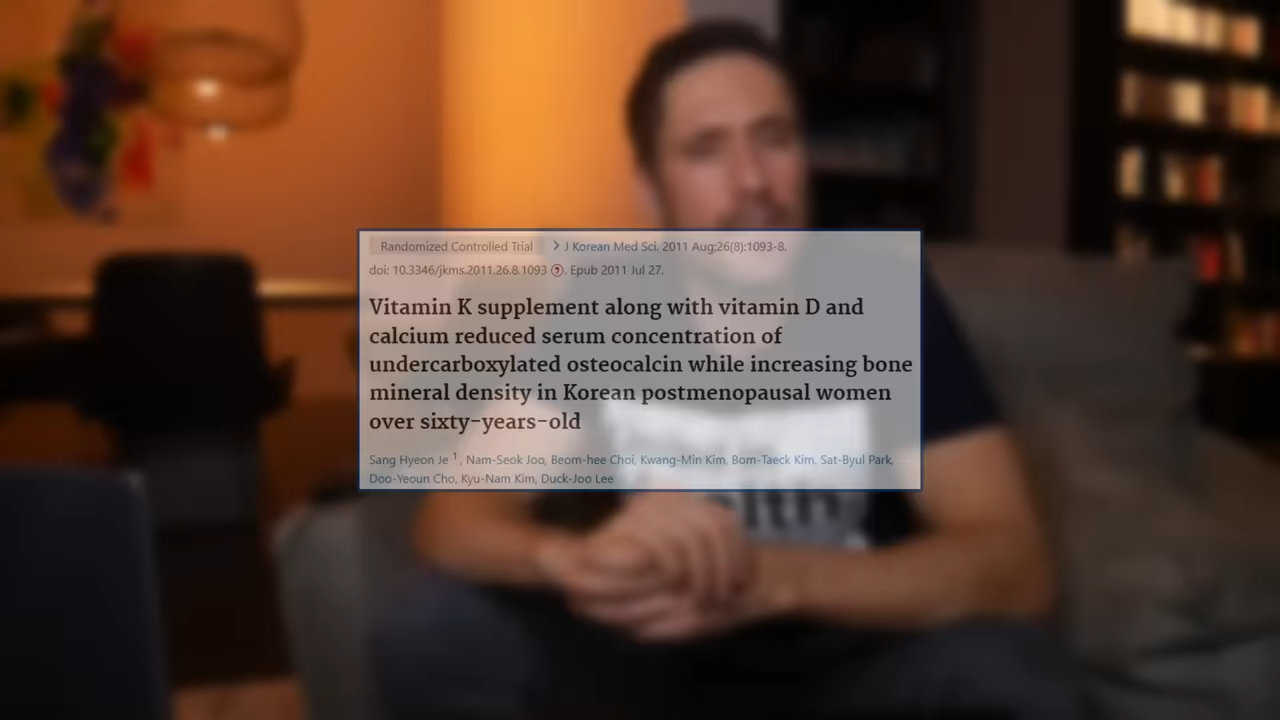 Randomized Controlled Trial > J Korean Med Sci. 2011 Aug;26(8):1093-8.
doi: 10.3346/jkms.2011.26.8.1093. Epub 2011 Jul 27.
Vitamin K supplement along with vitamin D and
calcium reduced serum concentration of
undercarboxylated osteocalcin while increasing bone
mineral density in Korean postmenopausal women
over sixty-years-old
Sang Hyeon Je 1, Nam-Seok Joo, Beom-hee Choi, Kwang-Min Kim, Bom-Taeck Kim, Sat-Byul Park,
Doo-Yeoun Cho, Kyu-Nam Kim, Duck-Joo Lee